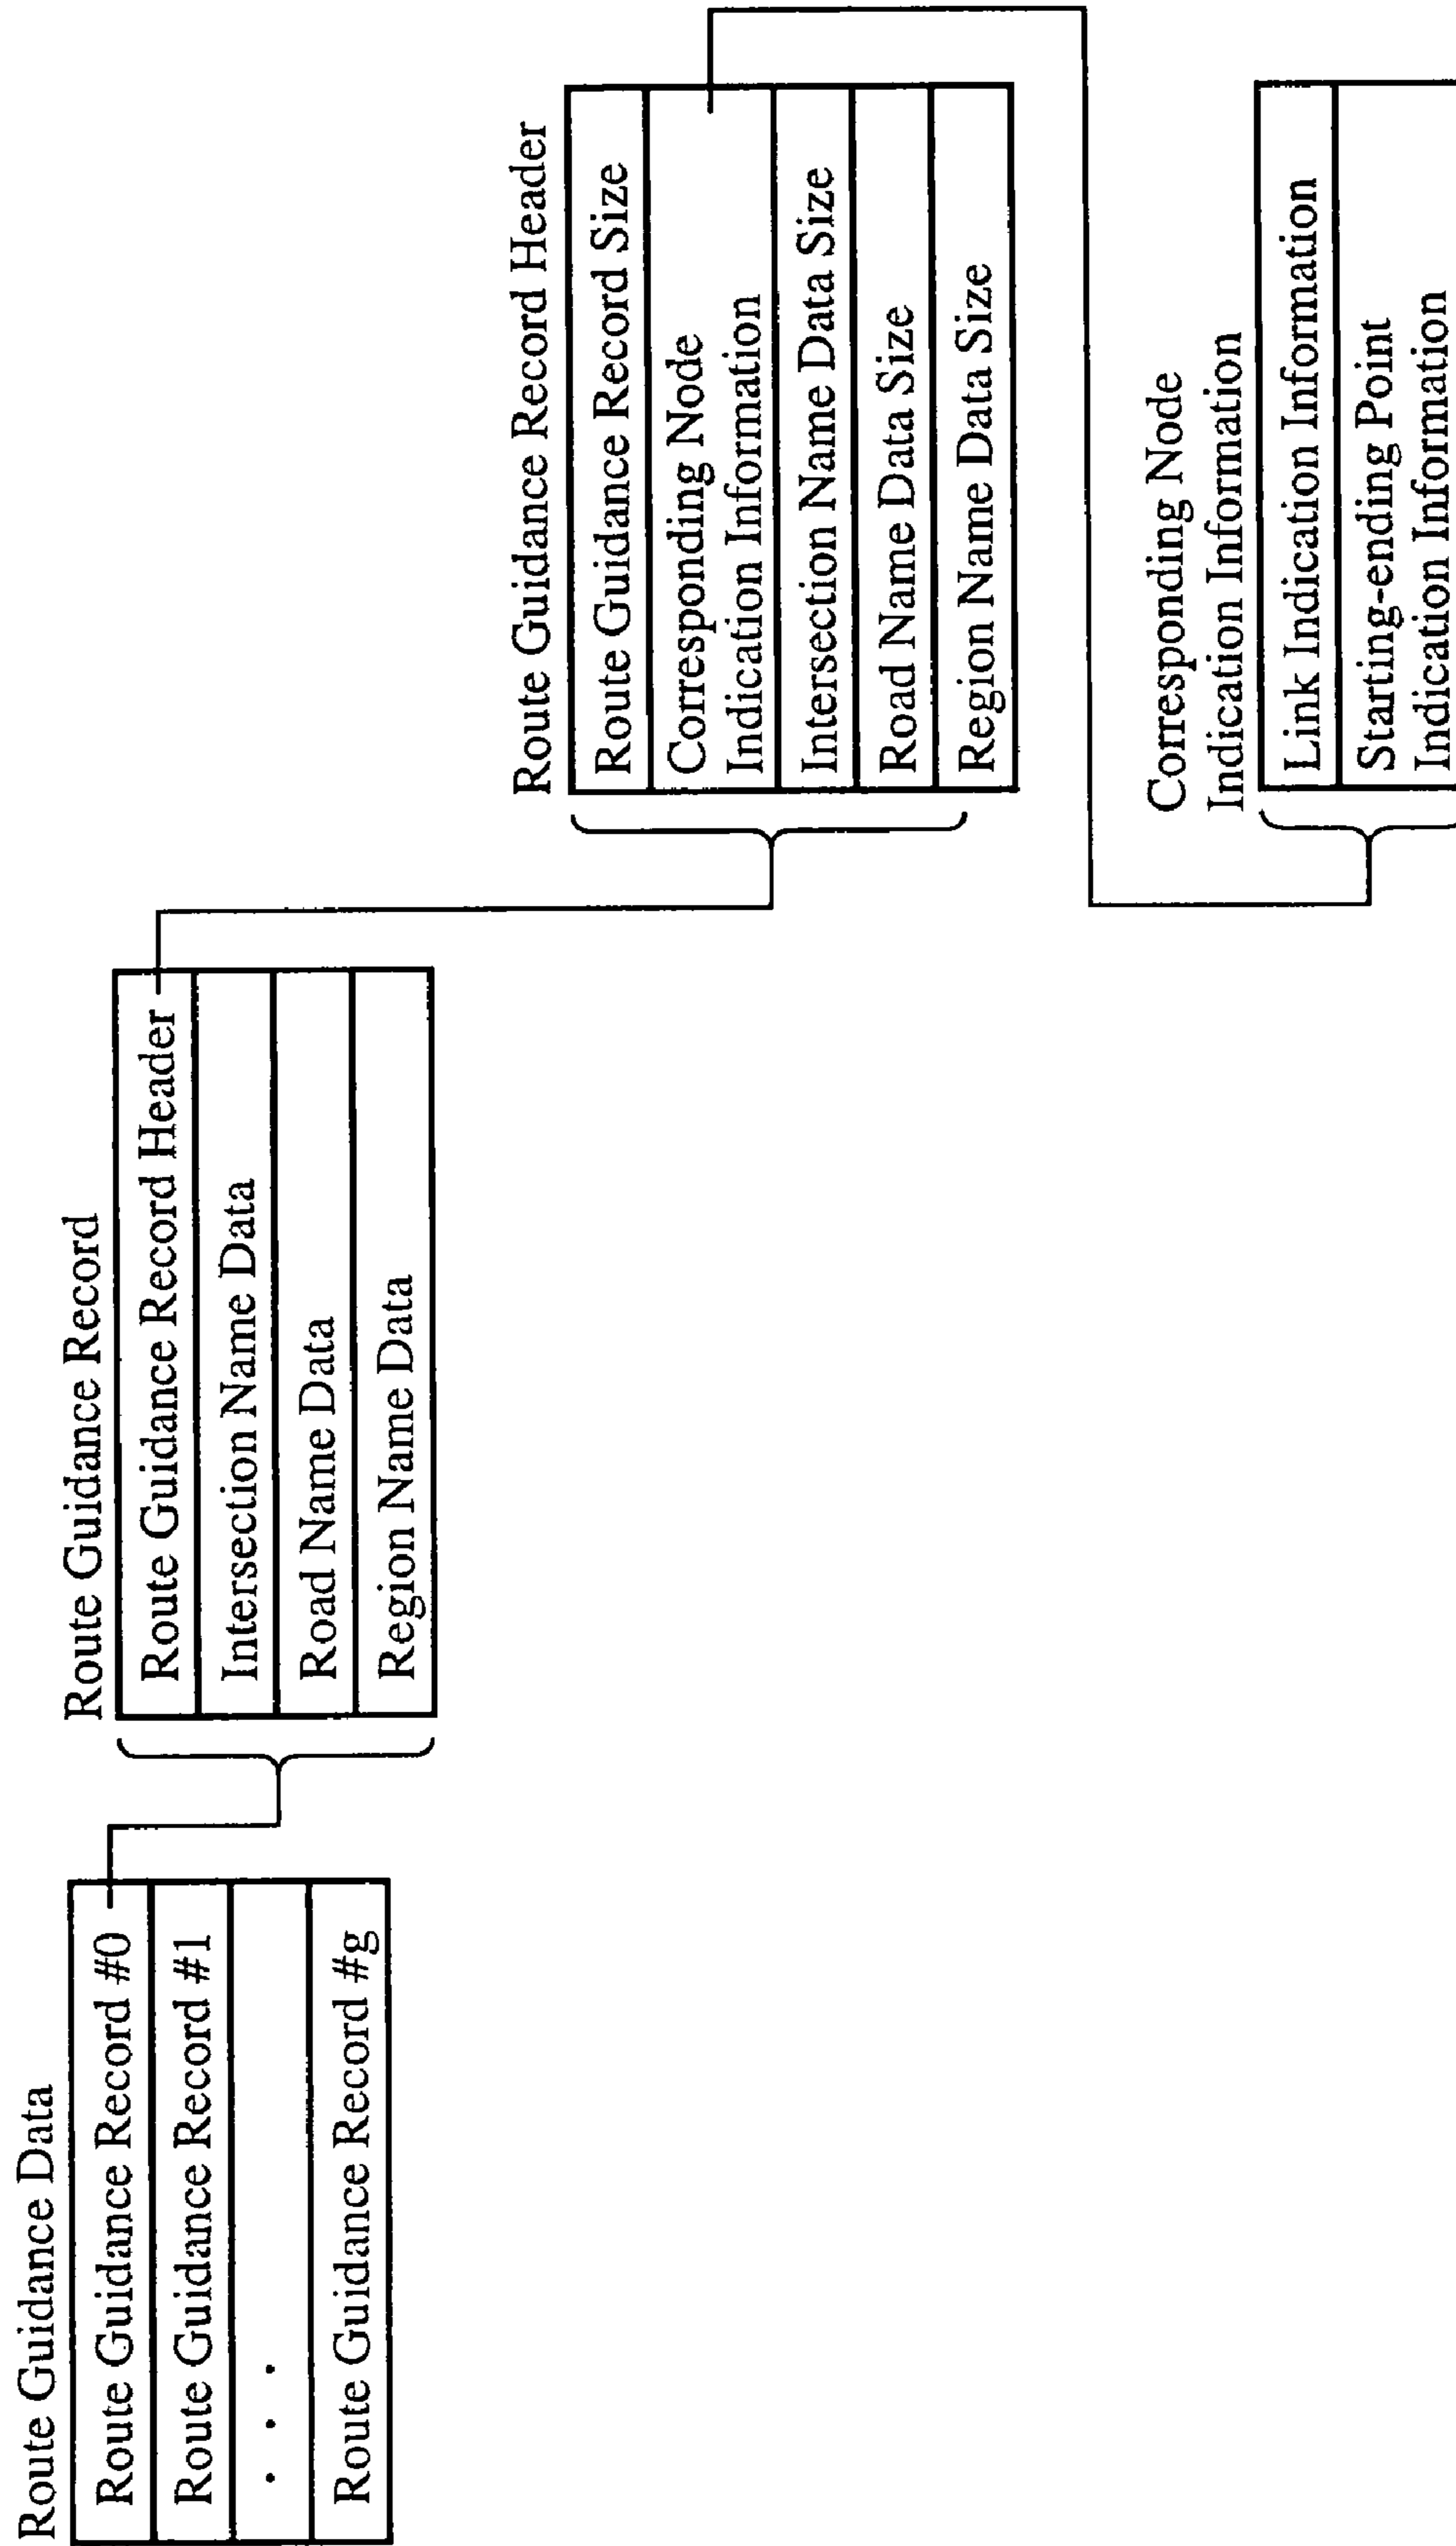 Route Guidance Data
Route Guidance Record #0
Route Guidance Record #1
. . .
Route Guidance Record #g
Route Guidance Record
Route Guidance Record Header
Intersection Name Data
Road Name Data
Region Name Data
Route Guidance Record Header
Route Guidance Record Size
Corresponding Node
Indication Information
Intersection Name Data Size
Road Name Data Size
Region Name Data Size
Corresponding Node
Indication Information
Link Indication Information
Starting-ending Point
Indication Information